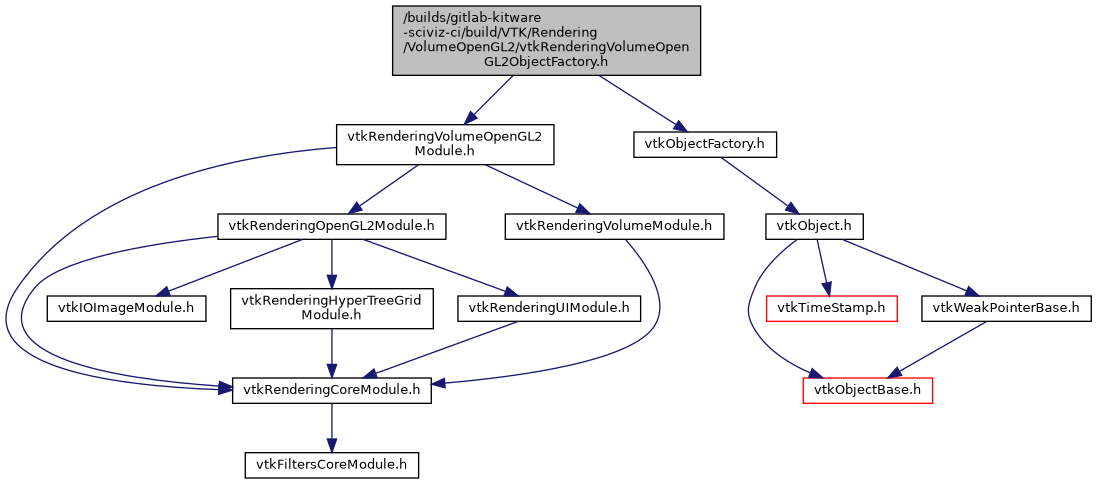 /builds/gitlab-kitware
-sciviz-ci/build/VTK/Rendering
/VolumeOpenGL2/vtkRenderingVolumeOpen
GL2ObjectFactory.h
vtkRenderingVolumeOpenGL2
Module.h
vtkObjectFactory.h
vtkRenderingOpenGL2Module.h
vtkRenderingVolumeModule.h
vtkObject.h
vtkIOImageModule.h
vtkRenderingHyperTreeGrid
Module.h
vtkRenderingUIModule.h
vtkTimeStamp.h
vtkWeakPointerBase.h
vtkRenderingCoreModule.h
vtkObjectBase.h
vtkFiltersCoreModule.h